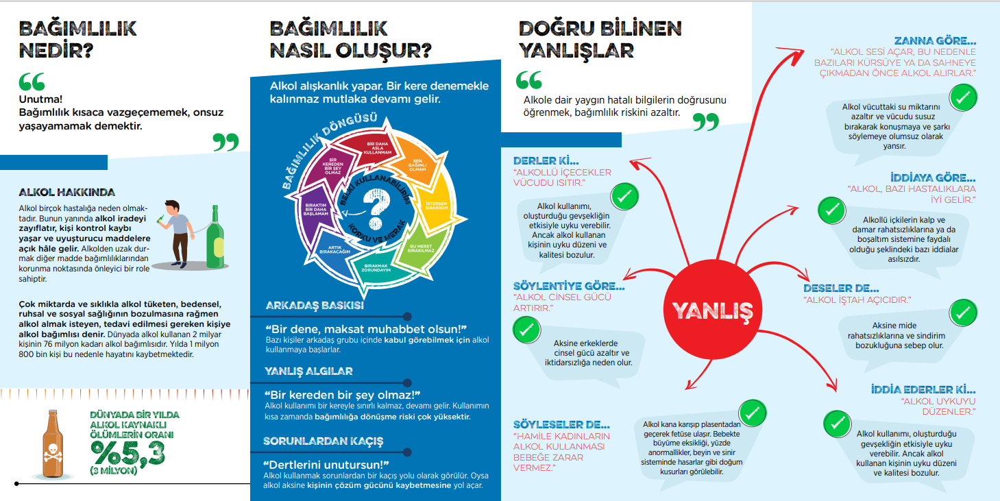 BAĞIMLILIK
NEDİR?
Unutma!
Bağımlılık kısaca vazgeçememek, onsuz
yaşayamamak demektir.
ALKOL HAKKINDA
Alkol birçok hastalığa neden olmak-
tadır. Bunun yanında alkol iradeyi
zayıflatır, kişi kontrol kaybı
yaşar ve uyuşturucu maddelere
açık hâle gelir. Alkolden uzak dur-
mak diğer madde bağımlılıklarından
korunma noktasında önleyici bir role
sahiptir.
Çok miktarda ve sıklıkla alkol tüketen, bedensel,
ruhsal ve sosyal sağlığının bozulmasına rağmen
alkol almak isteyen, tedavi edilmesi gereken kişiye
alkol bağımlısı denir. Dünyada alkol kullanan 2 milyar
kişinin 76 milyon kadarı alkol bağımlısıdır. Yılda 1 milyon
800 bin kişi bu nedenle hayatını kaybetmektedir.
DÜNYADA BİR YILDA
ALKOL KAYNAKLI
ÖLÜMLERİN ORANI
%5,3
(3 MİLYON)
BAĞIMLILIK
NASIL OLUŞUR?
Alkol alışkanlık yapar. Bir kere denemekle
kalınmaz mutlaka devamı gelir.
BAĞIMLILIK DÖNGÜSÜ
BİR DAHA
ASLA
KULLANMAM
BEN
BAĞIMLI
OLMAM
İSTERSEM
BIRAKIRIM
BU MERET
BIRAKILMAZ
BIRAKMAK
ZORUNDAYIM
ARTIK
BIRAKACAĞIM
BIRAKTIM
BİR DAHA
BAŞLAMAM
BİR
KEREDEN
BİR ŞEY
OLMAZ
BELKİ KULLANABİLİRİM
?
KORKU VE MERAK
ARKADAŞ BASKISI
“Bir dene, maksat muhabbet olsun!”
Bazı kişiler arkadaş grubu içinde kabul görebilmek için alkol
kullanmaya başlarlar.
YANLIŞ ALGILAR
“Bir kereden bir şey olmaz!”
Alkol kullanımı bir kereyle sınırlı kalmaz, devamı gelir. Kullanımın
kısa zamanda bağımlılığa dönüşme riski çok yüksektir.
SORUNLARDAN KAÇIŞ
“Dertlerini unutursun!”
Alkol kullanmak sorunlardan bir kaçış yolu olarak görülür. Oysa
alkol aksine kişinin çözüm gücünü kaybetmesine yol açar.
DOĞRU BİLİNEN
YANLIŞLAR
Alkole dair yaygın hatalı bilgilerin doğrusunu
öğrenmek, bağımlılık riskini azaltır.
DERLER Kİ...
“ALKOLLÜ İÇECEKLER
VÜCUDU ISITIR.”
Alkol kullanımı,
oluşturduğu gevşekliğin
etkisiyle uyku verebilir.
Ancak alkol kullanan
kişinin uyku düzeni ve
kalitesi bozulur.
SÖYLENTİYE GÖRE...
“ALKOL CİNSEL GÜCÜ
ARTIRIR.”
Aksine erkeklerde
cinsel gücü azaltır ve
iktidarsızlığa neden olur.
SÖYLESELER DE...
“HAMİLE KADINLARIN
ALKOL KULLANMASI
BEBEĞE ZARAR
VERMEZ.”
Alkol kana karışıp plasentadan
geçerek fetüse ulaşır. Bebekte
büyüme eksikliği, yüzde
anormallikler, beyin ve sinir
sisteminde hasarlar gibi doğum
kusurları görülebilir.
YANLIŞ
ZANNA GÖRE...
“ALKOL SESİ AÇAR, BU NEDENLE
BAZILARI KÜRSÜYE YA DA SAHNEYE
ÇIKMADAN ÖNCE ALKOL ALIRLAR.”
Alkol vücuttaki su miktarını
azaltır ve vücudu susuz
bırakarak konuşmaya ve şarkı
söylemeye olumsuz olarak
yansır.
İDDİAYA GÖRE...
“ALKOL, BAZI HASTALIKLARA
İYİ GELİR.”
Alkollü içkilerin kalp ve
damar rahatsızlıklarına ya da
boşaltım sistemine faydalı
olduğu şeklindeki bazı iddialar
asılsızdır.
DESELER DE...
“ALKOL İŞTAH AÇICIDIR.”
Aksine mide
rahatsızlıklarına ve sindirim
bozukluğuna sebep olur.
İDDİA EDERLER Kİ...
“ALKOL UYKUYU
DÜZENLER.”
Alkol kullanımı, oluşturduğu
gevşekliğin etkisiyle uyku
verebilir. Ancak alkol
kullanan kişinin uyku düzeni
ve kalitesi bozulur.